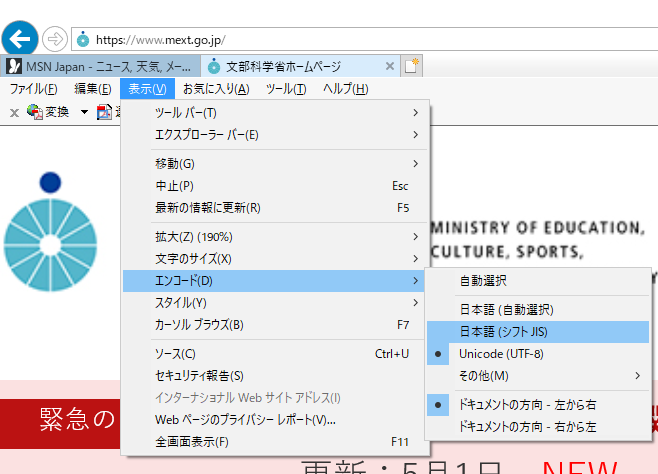 https://www.mext.go.jp/
MSN Japan - ニュース, 天気, メー...
文部科学省ホームページ
ファイル(F) 編集(E) 表示(V) お気に入り(A) ツール(T) ヘルプ(H)
x 変換
ツール バー(T)
エクスプローラー バー(E)
移動(G)
中止(P) Esc
最新の情報に更新(R) F5
拡大(Z) (190%)
文字のサイズ(X)
エンコード(D)
スタイル(Y)
カーソル ブラウズ(B) F7
ソース(C) Ctrl+U
セキュリティ報告(S)
インターナショナル Web サイト アドレス(I)
Web ページのプライバシー レポート(V)...
全画面表示(F) F11
MINISTRY OF EDUCATION,
CULTURE, SPORTS,
自動選択
日本語 (自動選択)
日本語 (シフト JIS)
Unicode (UTF-8)
その他(M)
ドキュメントの方向 - 左から右
ドキュメントの方向 - 右から左
緊急の
更新：5月1日 NEW